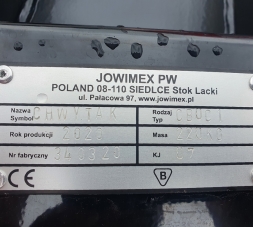 JOWIMEX PW
POLAND 08-110 SIEDLCE Stok Lacki
ul. Pałacowa 97, www.jowimex.pl
Nazwa Symbol CHWYTAK Rodzaj Typ
Rok produkcji Masa
Nr fabryczny KJ
CE B